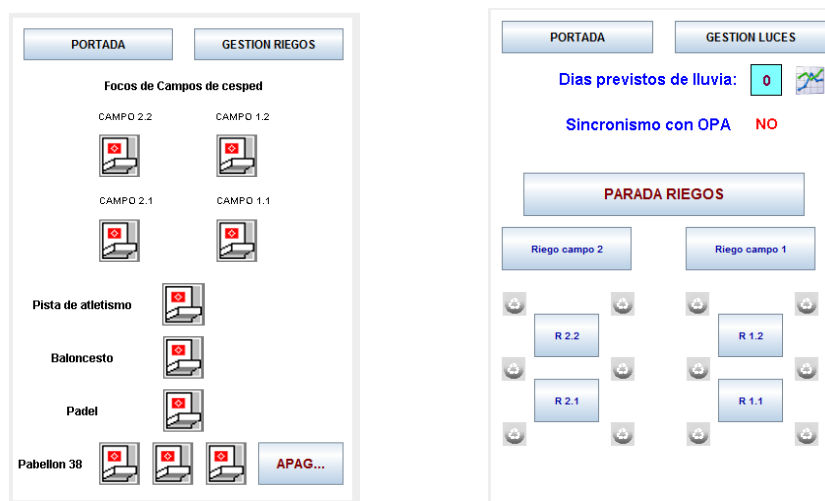 PORTADA
GESTION RIEGOS
Focos de Campos de cesped
CAMPO 2.2
CAMPO 1.2
CAMPO 2.1
CAMPO 1.1
Pista de atletismo
Baloncesto
Padel
Pabellon 38
APAG...
PORTADA
GESTION LUCES
Dias previstos de lluvia:
0
Sincronismo con OPA
NO
PARADA RIEGOS
Riego campo 2
Riego campo 1
R 2.2
R 1.2
R 2.1
R 1.1